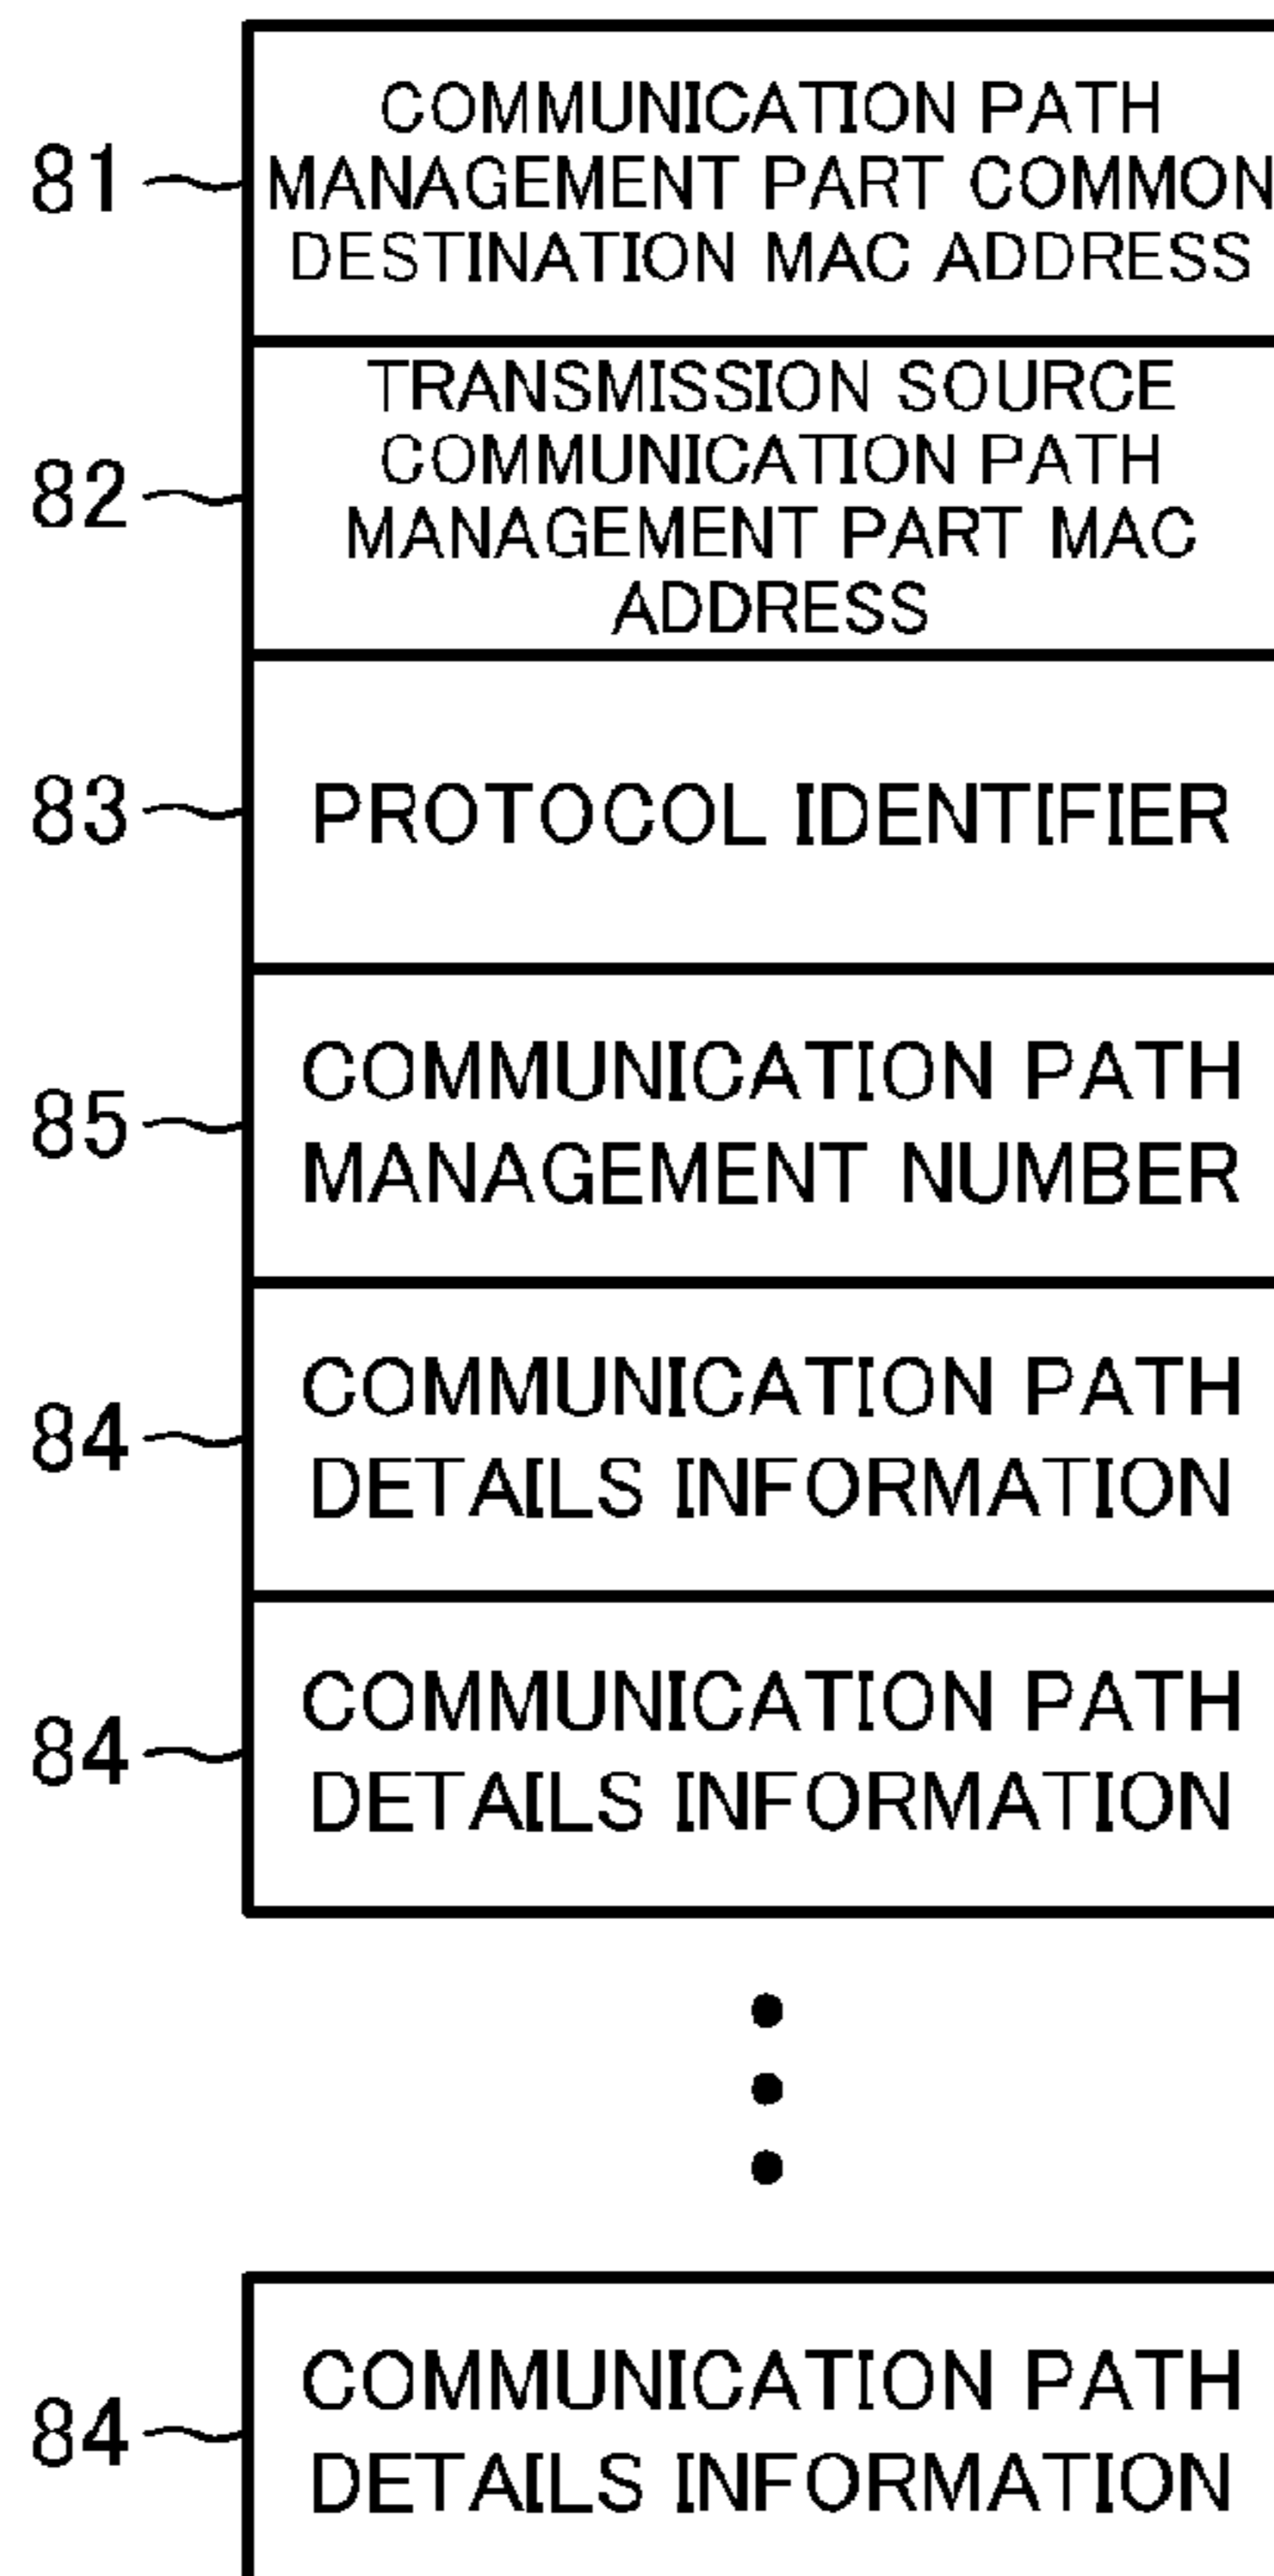 81
COMMUNICATION PATH
MANAGEMENT PART COMMON
DESTINATION MAC ADDRESS
82
TRANSMISSION SOURCE
COMMUNICATION PATH
MANAGEMENT PART MAC
ADDRESS
83
PROTOCOL IDENTIFIER
85
COMMUNICATION PATH
MANAGEMENT NUMBER
84
COMMUNICATION PATH
DETAILS INFORMATION
84
COMMUNICATION PATH
DETAILS INFORMATION
84
COMMUNICATION PATH
DETAILS INFORMATION